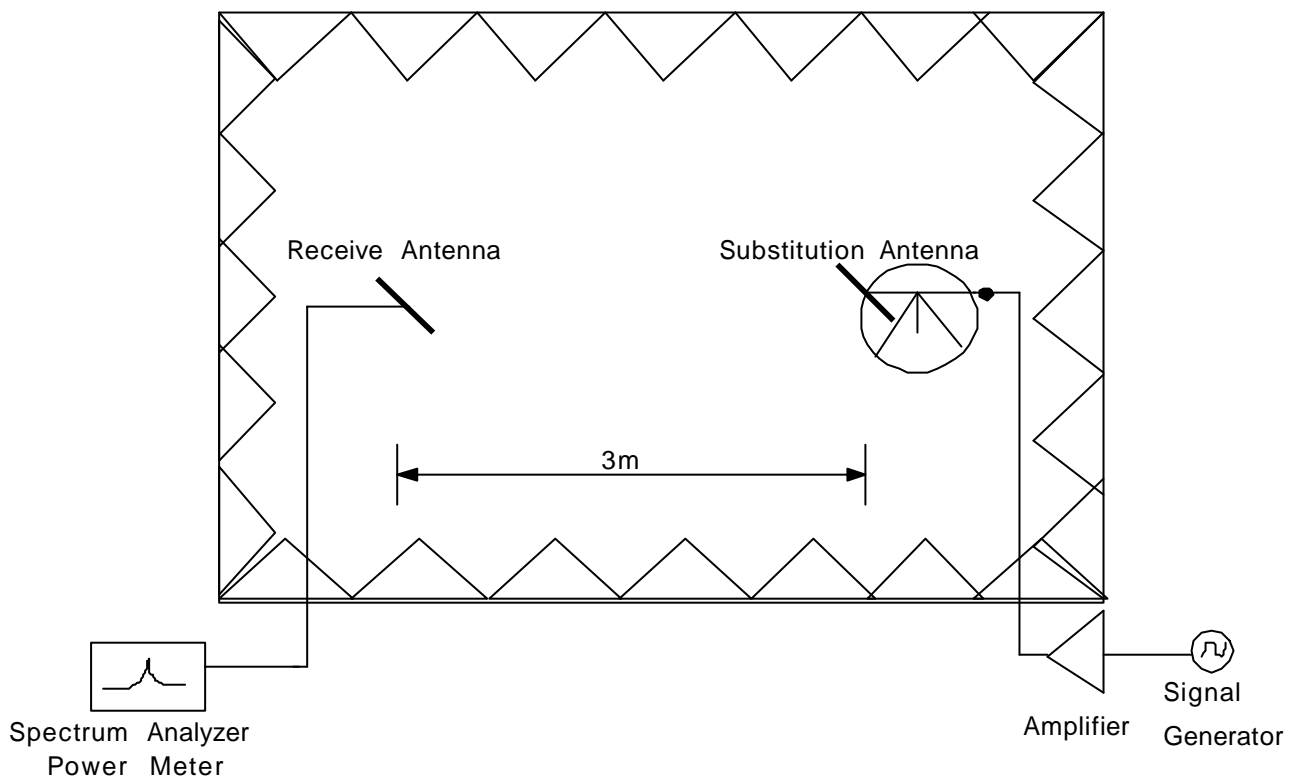 Receive Antenna
Substitution Antenna
3m
Spectrum Analyzer
Power Meter
Amplifier
Signal
Generator